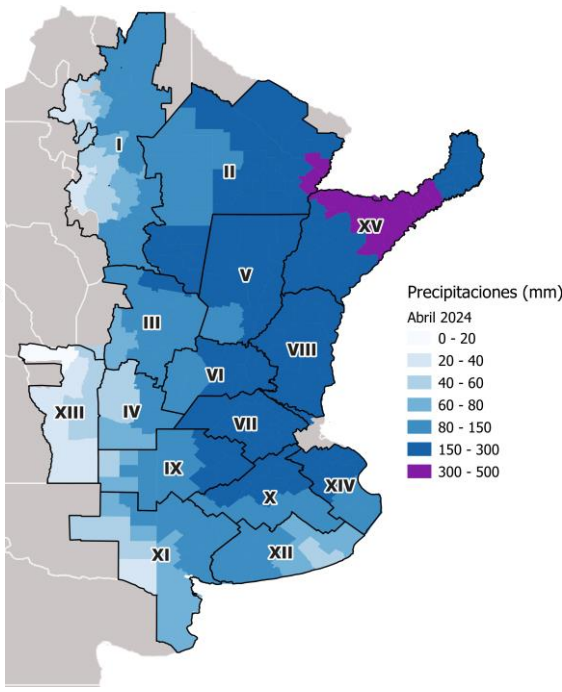 I
II
XV
V
III
VIII
VI
XIII
IV
VII
IX
XIV
X
XI
XII
Precipitaciones (mm)
Abril 2024
0 - 20
20 - 40
40 - 60
60 - 80
80 - 150
150 - 300
300 - 500